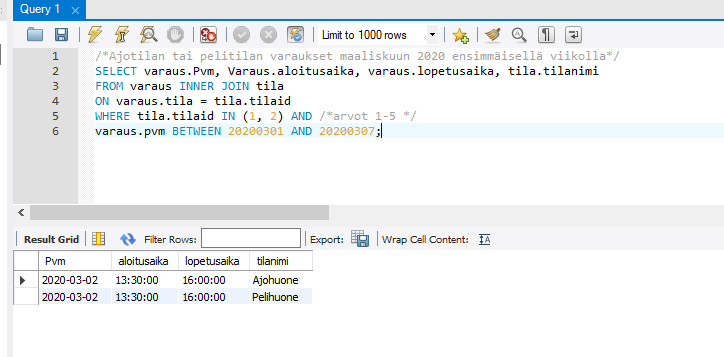 Query 1
Limit to 1000 rows
1 /*Ajotilan tai pelitilan varaukset maaliskuun 2020 ensimmäisellä viikolla*/
2 SELECT varaus.Pvm, Varaus.aloitusaika, varaus.lopetusaika, tila.tilanimi
3 FROM varaus INNER JOIN tila
4 ON varaus.tila = tila.tilaid
5 WHERE tila.tilaid IN (1, 2) AND /*arvot 1-5 */
6 varaus.pvm BETWEEN 20200301 AND 20200307;
Result Grid Filter Rows: Export: Wrap Cell Content:
Pvm aloitusaika lopetusaika tilanimi
2020-03-02 13:30:00 16:00:00 Ajohuone
2020-03-02 13:30:00 16:00:00 Pelihuone